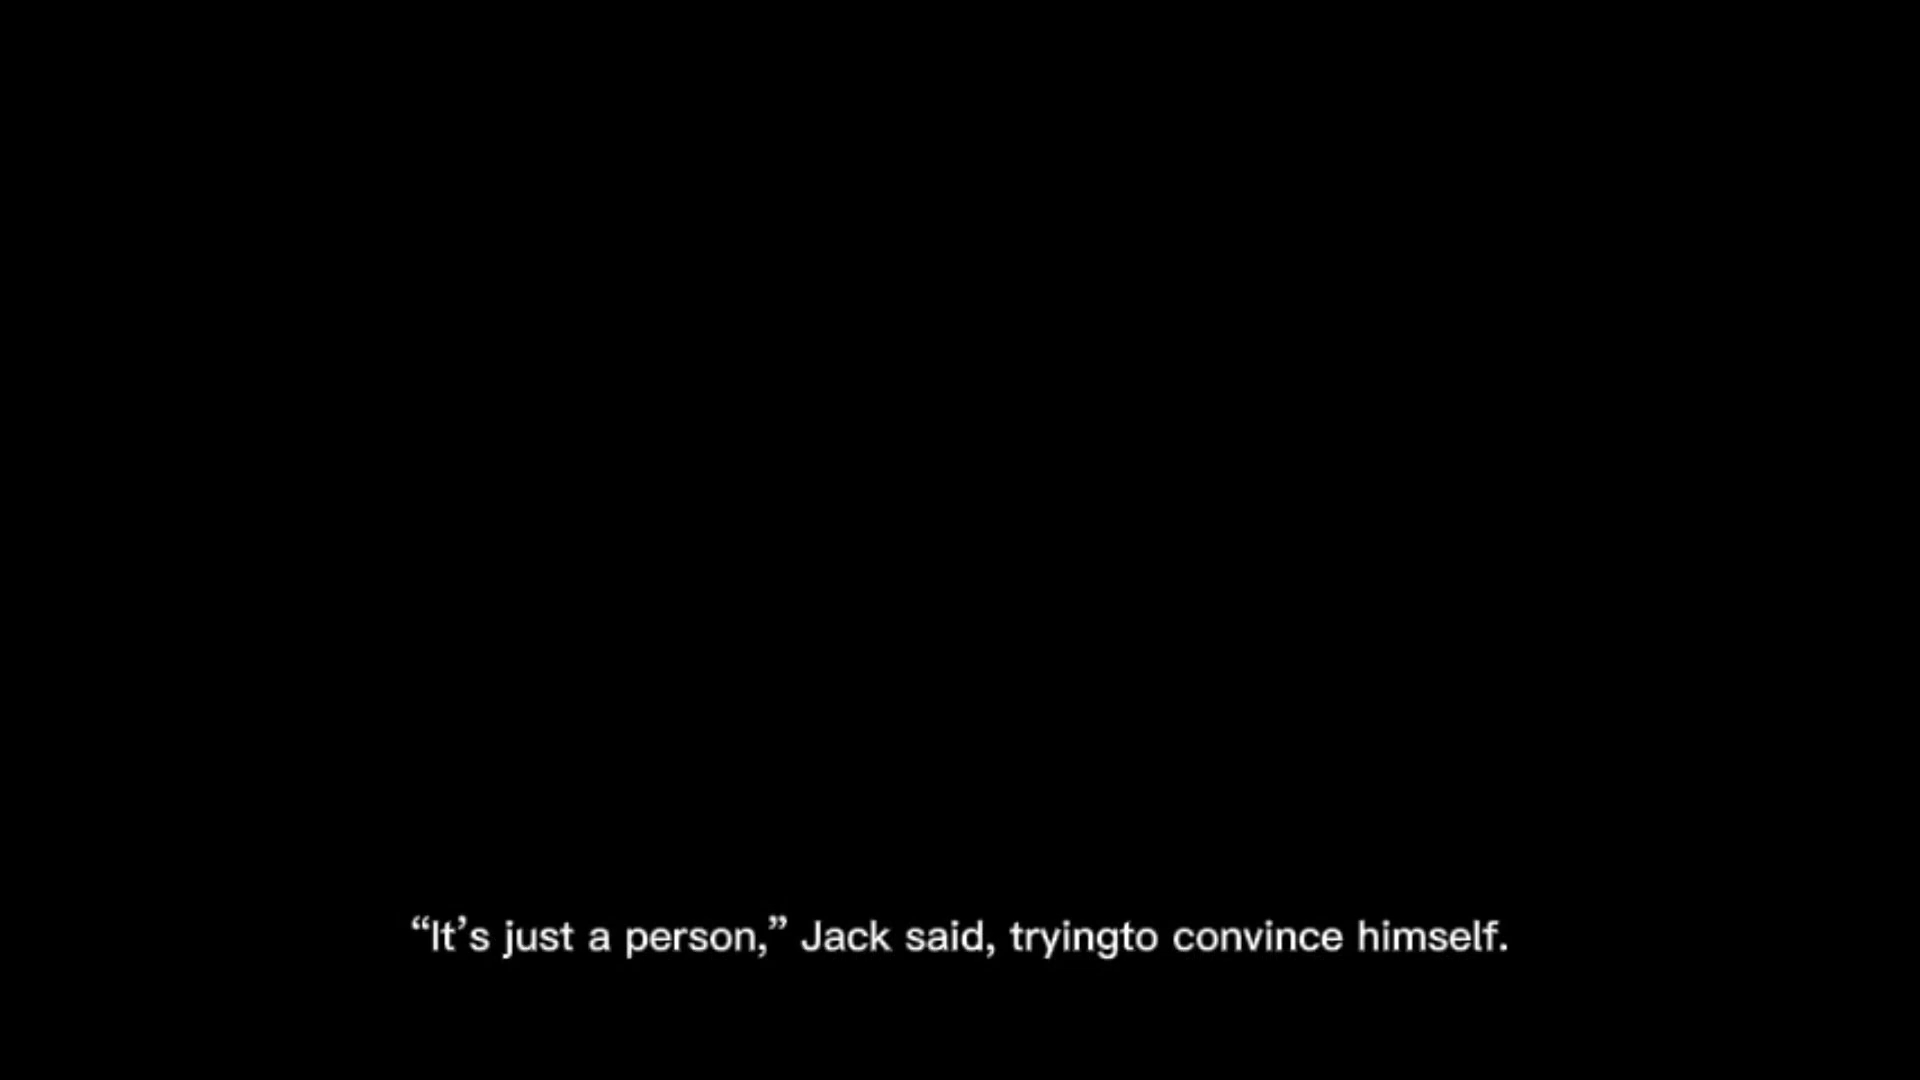 “It’s just a person,” Jack said, tryingto convince himself.